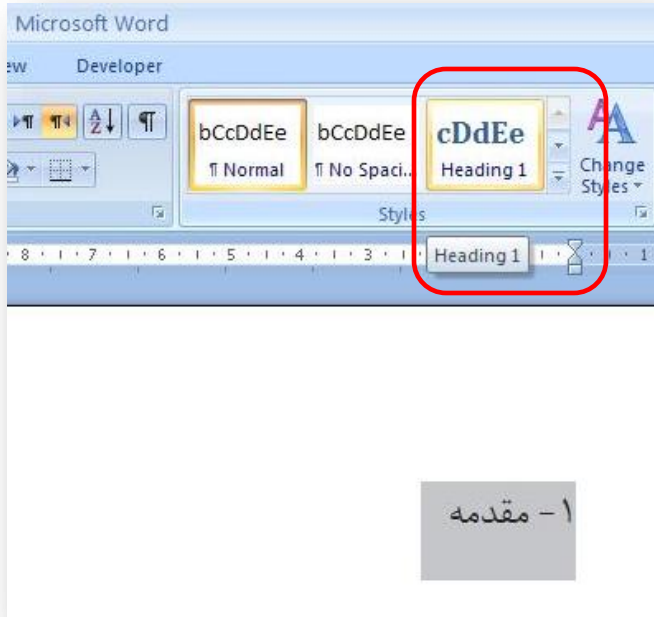 Microsoft Word
ew Developer
bCcDdEe bCcDdEe cDdEe
¶ Normal ¶ No Spaci... Heading 1 Change Styles
Styles
8 7 6 5 4 3 1
Heading 1
۱ – مقدمه